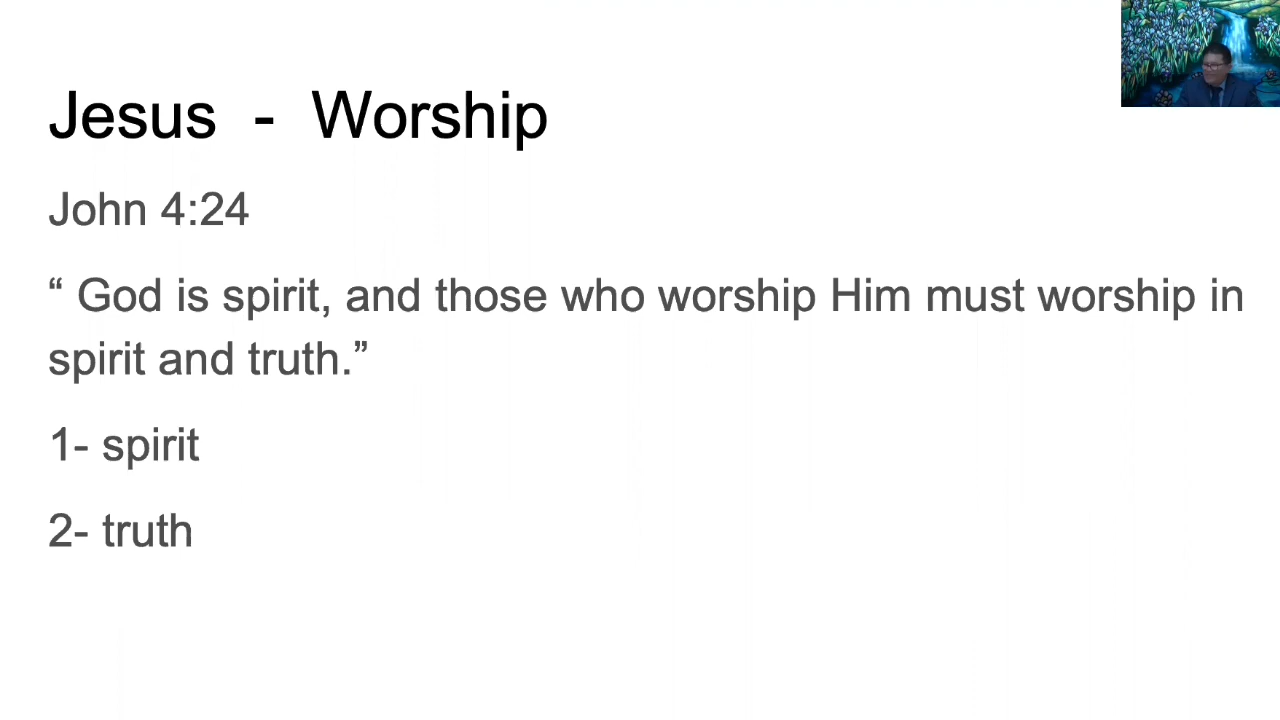 Jesus - Worship
John 4:24
“ God is spirit, and those who worship Him must worship in
spirit and truth.”
1- spirit
2- truth